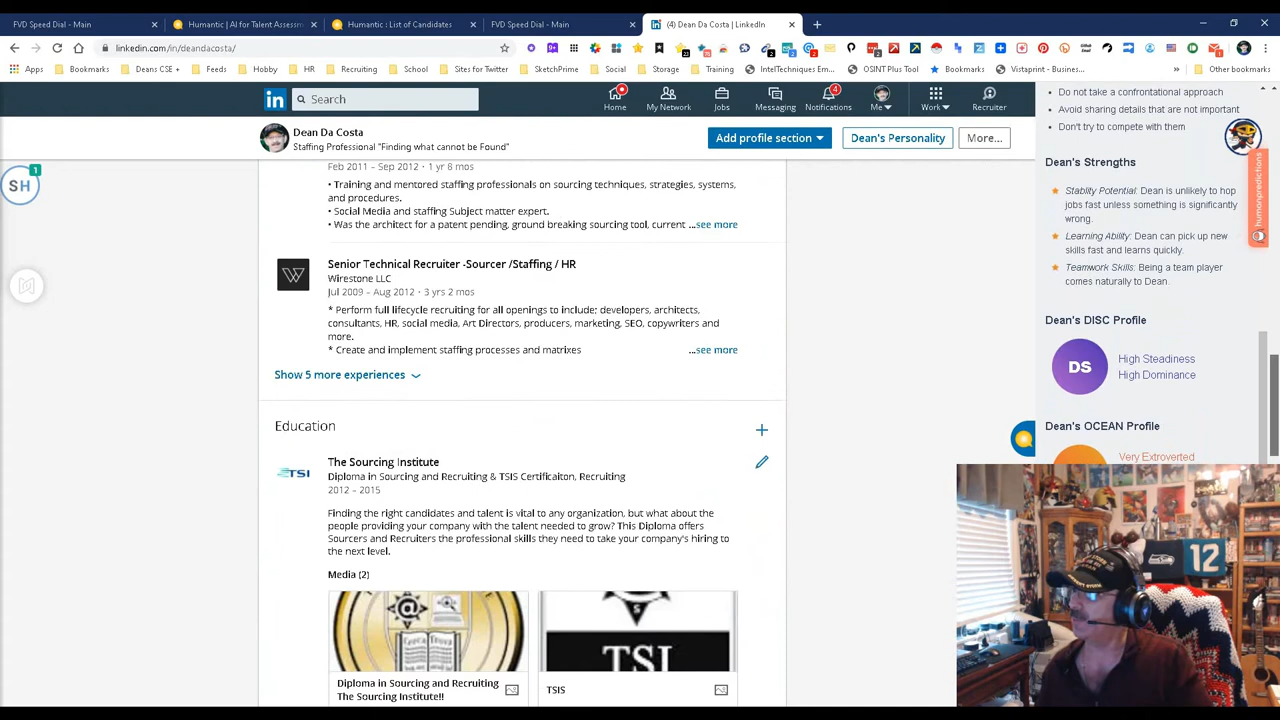 FVD Speed Dial - Main
Humantic | AI for Talent Assessm
Humantic : List of Candidates
FVD Speed Dial - Main
(4) Dean Da Costa | LinkedIn
linkedin.com/in/deandacosta/
Apps
Bookmarks
Deans CSE +
Feeds
Hobby
HR
Recruiting
School
Sites for Twitter
SketchPrime
Social
Storage
Training
IntelTechniques Em...
OSINT Plus Tool
Bookmarks
Vistaprint - Busines...
»
Other bookmarks
in
Search
Home
My Network
Jobs
Messaging
4
Notifications
Me
Work
Recruiter
Dean Da Costa
Staffing Professional "Finding what cannot be Found"
Add profile section
Dean's Personality
More...
SH
1
Feb 2011 – Sep 2012 • 1 yr 8 mos
• Training and mentored staffing professionals on sourcing techniques, strategies, systems,
and procedures.
• Social Media and staffing Subject matter expert.
• Was the architect for a patent pending, ground breaking sourcing tool, current ...see more
W
Senior Technical Recruiter -Sourcer /Staffing / HR
Wirestone LLC
Jul 2009 – Aug 2012 • 3 yrs 2 mos
* Perform full lifecycle recruiting for all openings to include; developers, architects,
consultants, HR, social media, Art Directors, producers, marketing, SEO, copywriters and
more.
* Create and implement staffing processes and matrixes ...see more
Show 5 more experiences
Education
TSI
The Sourcing Institute
Diploma in Sourcing and Recruiting & TSIS Certificaiton, Recruiting
2012 – 2015
Finding the right candidates and talent is vital to any organization, but what about the
people providing your company with the talent needed to grow? This Diploma offers
Sourcers and Recruiters the professional skills they need to take your company's hiring to
the next level.
Media (2)
TSI
Diploma in Sourcing and Recruiting
The Sourcing Institute!!
TSIS
• Do not take a confrontational approach
• Avoid sharing details that are not important
• Don't try to compete with them
Dean's Strengths
Stablity Potential: Dean is unlikely to hop
jobs fast unless something is significantly
wrong.
Learning Ability: Dean can pick up new
skills fast and learns quickly.
Teamwork Skills: Being a team player
comes naturally to Dean.
Dean's DISC Profile
DS
High Steadiness
High Dominance
Dean's OCEAN Profile
Very Extroverted
humanpredictions
12